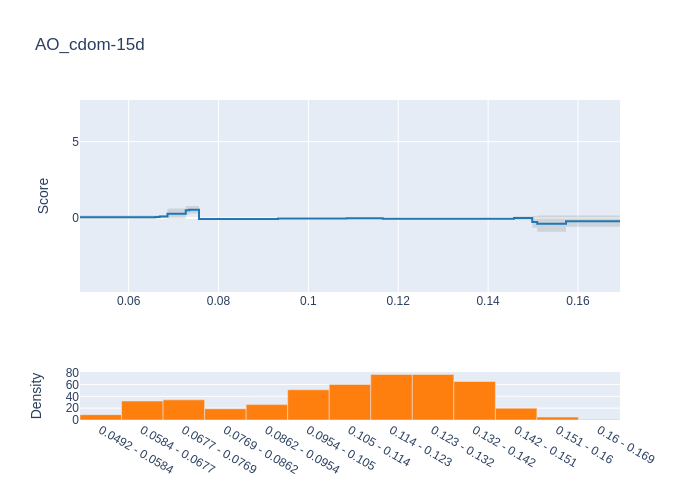 AO_cdom-15d
Score
5
0
0.06 0.08 0.1 0.12 0.14 0.16
Density
80
60
40
20
0
0.0492 - 0.0584
0.0584 - 0.0677
0.0677 - 0.0769
0.0769 - 0.0862
0.0862 - 0.0954
0.0954 - 0.105
0.105 - 0.114
0.114 - 0.123
0.123 - 0.132
0.132 - 0.142
0.142 - 0.151
0.151 - 0.16
0.16 - 0.169